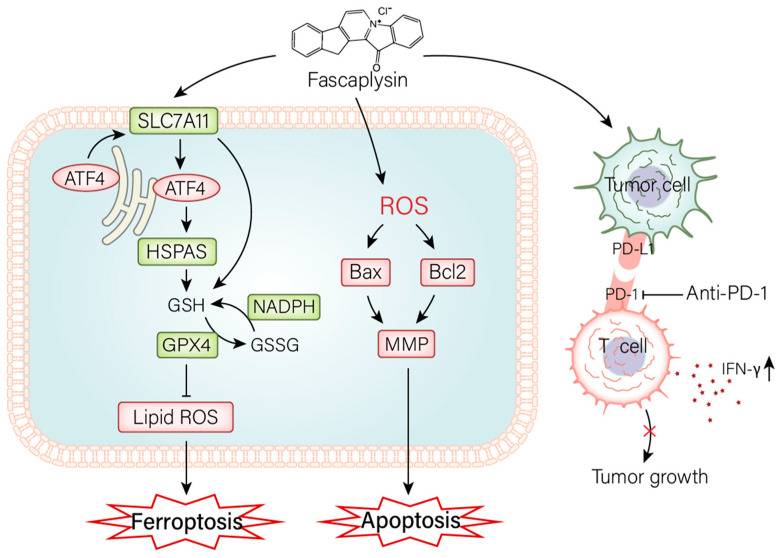 Cl⁻
N⁺
O
Fascaplysin
SLC7A11
ATF4
ATF4
HSPAS
GSH
NADPH
GPX4
GSSG
Lipid ROS
Ferroptosis
ROS
Bax
Bcl2
MMP
Apoptosis
Tumor cell
PD-L1
PD-1
Anti-PD-1
T cell
IFN-γ
Tumor growth